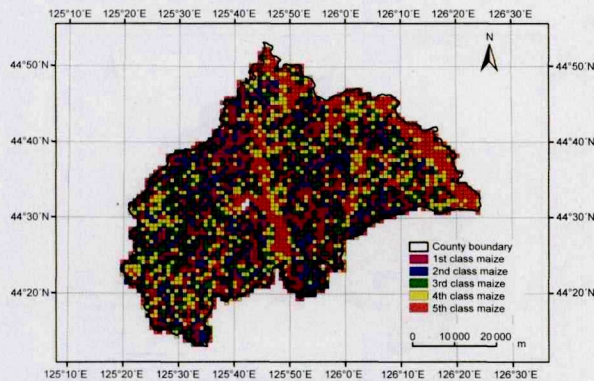 125°10´E 125°20´E 125°30´E 125°40´E 125°50´E 126°00´E 126°10´E 126°20´E 126°30´E
N
44°50´N 44°50´N
44°40´N 44°40´N
44°30´N 44°30´N
44°20´N 44°20´N
County boundary
1st class maize
2nd class maize
3rd class maize
4th class maize
5th class maize
0 10 000 20 000
m
125°10´E 125°20´E 125°30´E 125°40´E 125°50´E 126°00´E 126°10´E 126°20´E 126°30´E